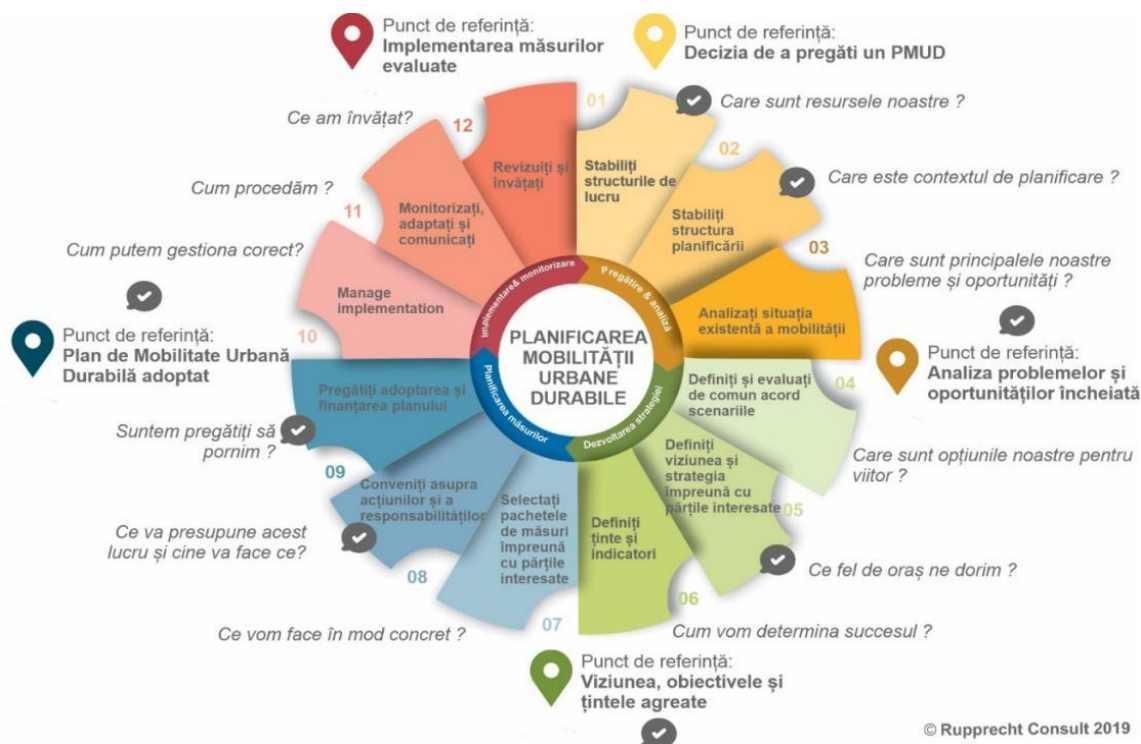 Punct de referință:
Implementarea măsurilor
evaluate
Punct de referință:
Decizia de a pregăti un PMUD
01
Stabiliți
structurile de
lucru
Care sunt resursele noastre ?
02
Stabiliți
structura
planificării
Care este contextul de planificare ?
03
Analizați situația
existentă a mobilității
Care sunt principalele noastre
probleme și oportunități ?
Punct de referință:
Analiza problemelor și
oportunităților încheiată
04
Definiți și evaluați
de comun acord
scenariile
Care sunt opțiunile noastre pentru
viitor ?
05
Definiți
viziunea și
strategia
împreună cu
părțile interesate
Ce fel de oraș ne dorim ?
06
Definiți
ținte și
indicatori
Cum vom determina succesul ?
Punct de referință:
Viziunea, obiectivele și
țintele agreate
07
Selectați
pachetele
de măsuri
împreună
cu părțile
interesate
Ce vom face în mod concret ?
08
Conveniți asupra
acțiunilor și a
responsabilităților
Ce va presupune acest
lucru și cine va face ce?
09
Pregătiți adoptarea și
finanțarea planului
Suntem pregătiți să
pornim ?
Punct de referință:
Plan de Mobilitate Urbană
Durabilă adoptat
10
Manage
implementation
Cum putem gestiona corect?
11
Monitorizați,
adaptați și
comunicați
Cum procedăm ?
12
Revizuiți și
învățați
Ce am învățat?
Pregătire & analiză
Dezvoltarea strategiei
Planificarea măsurilor
Implementare& monitorizare
PLANIFICAREA
MOBILITĂȚII
URBANE
DURABILE
© Rupprecht Consult 2019